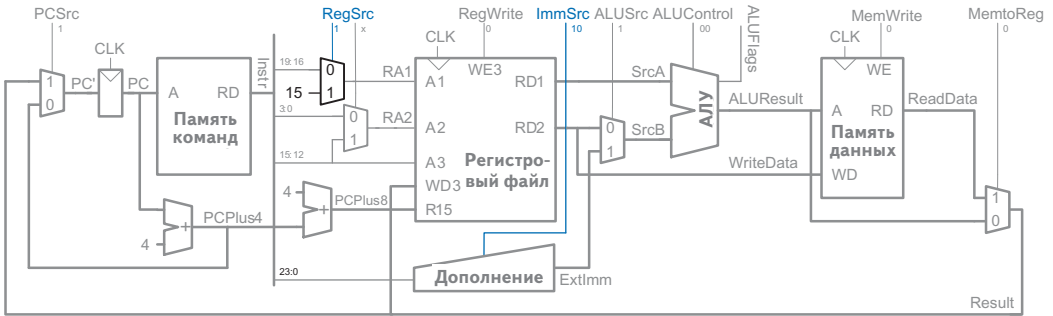 PCSrc RegSrc RegWrite ImmSrc ALUSrc ALUControl ALUFlags MemWrite MemtoReg
1 1 x 0 10 1 00 0 0
CLK CLK CLK
1 PC' PC 19:16 0 RA1 A1 WE3 RD1 SrcA WE
0 A RD Instr 15 1 ALUResult A RD ReadData
Память команд
3:0 0 RA2 A2 RD2 0 SrcB АЛУ
1 1
Память данных
15:12 A3 Регистро-
вый файл
WriteData WD
4 WD3
PCPlus8 R15
+ PCPlus4 +
4
1
0
23:0 Дополнение ExtImm
Result